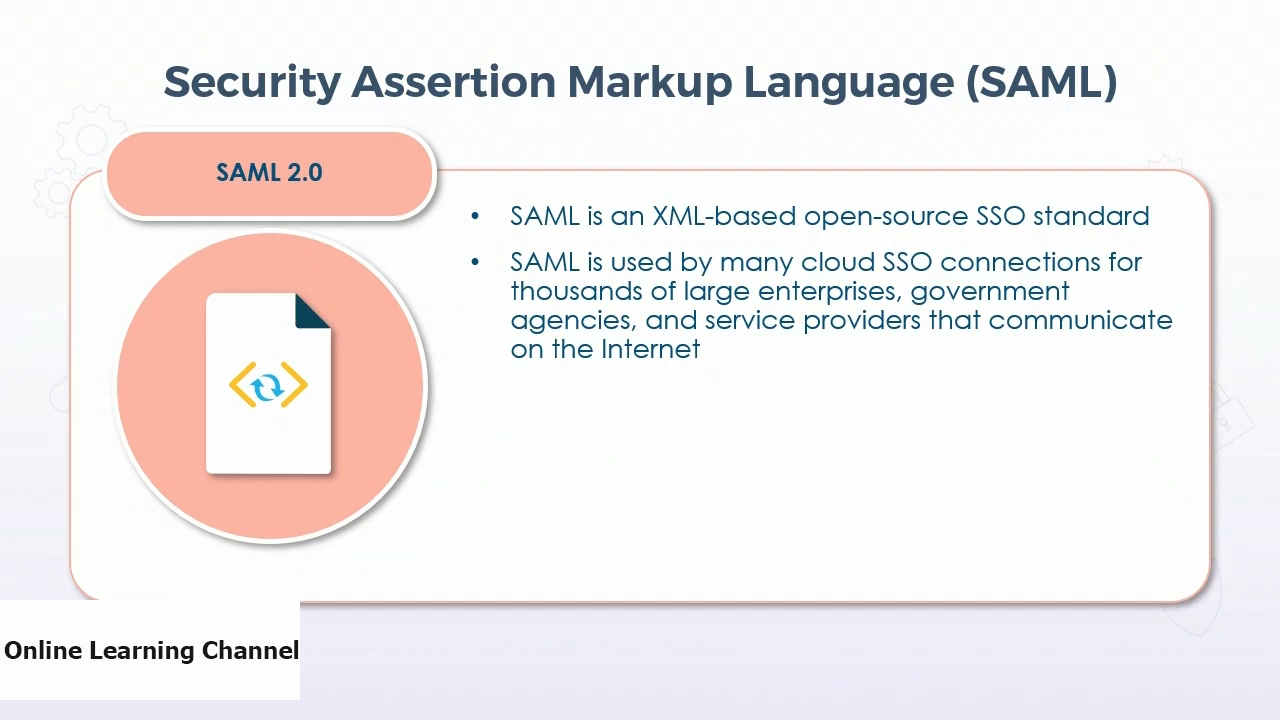 Security Assertion Markup Language (SAML)
SAML 2.0
• SAML is an XML-based open-source SSO standard
• SAML is used by many cloud SSO connections for
thousands of large enterprises, government
agencies, and service providers that communicate
on the Internet
Online Learning Channel